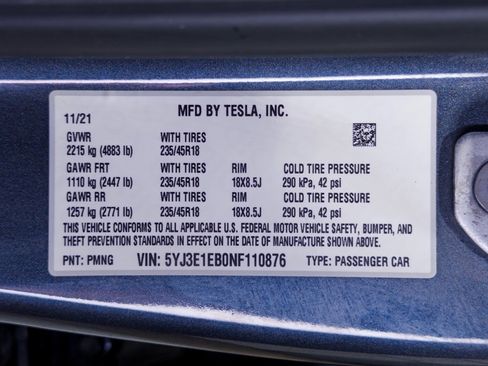 MFD BY TESLA, INC.
11/21
GVWR WITH TIRES
2215 kg (4883 lb) 235/45R18
GAWR FRT WITH TIRES RIM COLD TIRE PRESSURE
1110 kg (2447 lb) 235/45R18 18X8.5J 290 kPa, 42 psi
GAWR RR WITH TIRES RIM COLD TIRE PRESSURE
1257 kg (2771 lb) 235/45R18 18X8.5J 290 kPa, 42 psi
THIS VEHICLE CONFORMS TO ALL APPLICABLE U.S. FEDERAL MOTOR VEHICLE SAFETY, BUMPER, AND
THEFT PREVENTION STANDARDS IN EFFECT ON THE DATE OF MANUFACTURE SHOWN ABOVE.
PNT: PMNG VIN: 5YJ3E1EB0NF110876 TYPE: PASSENGER CAR